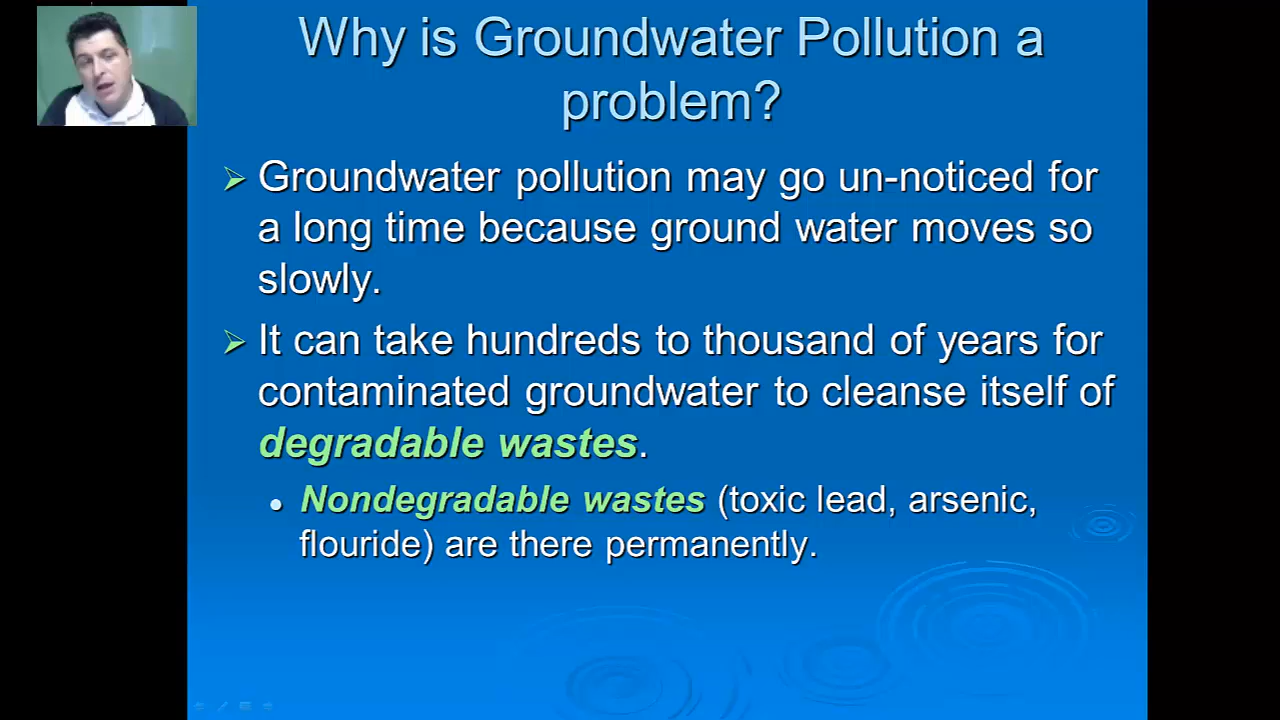 Why is Groundwater Pollution a
problem?
Groundwater pollution may go un-noticed for
a long time because ground water moves so
slowly.
It can take hundreds to thousand of years for
contaminated groundwater to cleanse itself of
degradable wastes.
Nondegradable wastes (toxic lead, arsenic,
flouride) are there permanently.